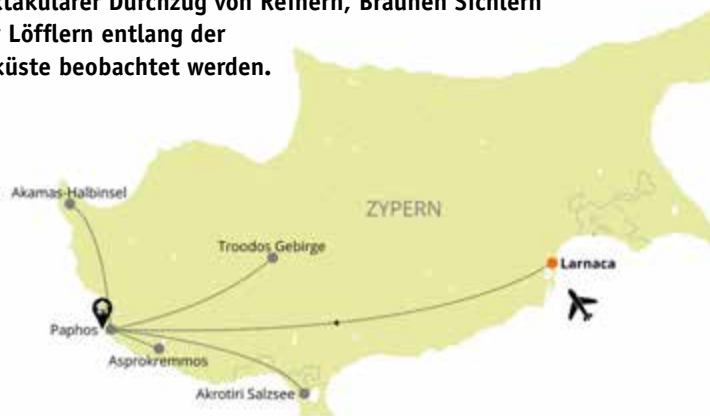 ktakulärer Durchzug von Reihern, Braunen Sichlern
Löfflern entlang der
küste beobachtet werden.
Akamas-Halbinsel
ZYPERN
Troodos Gebirge
Larnaca
Paphos
Asprokremmos
Akrotiri Salzsee